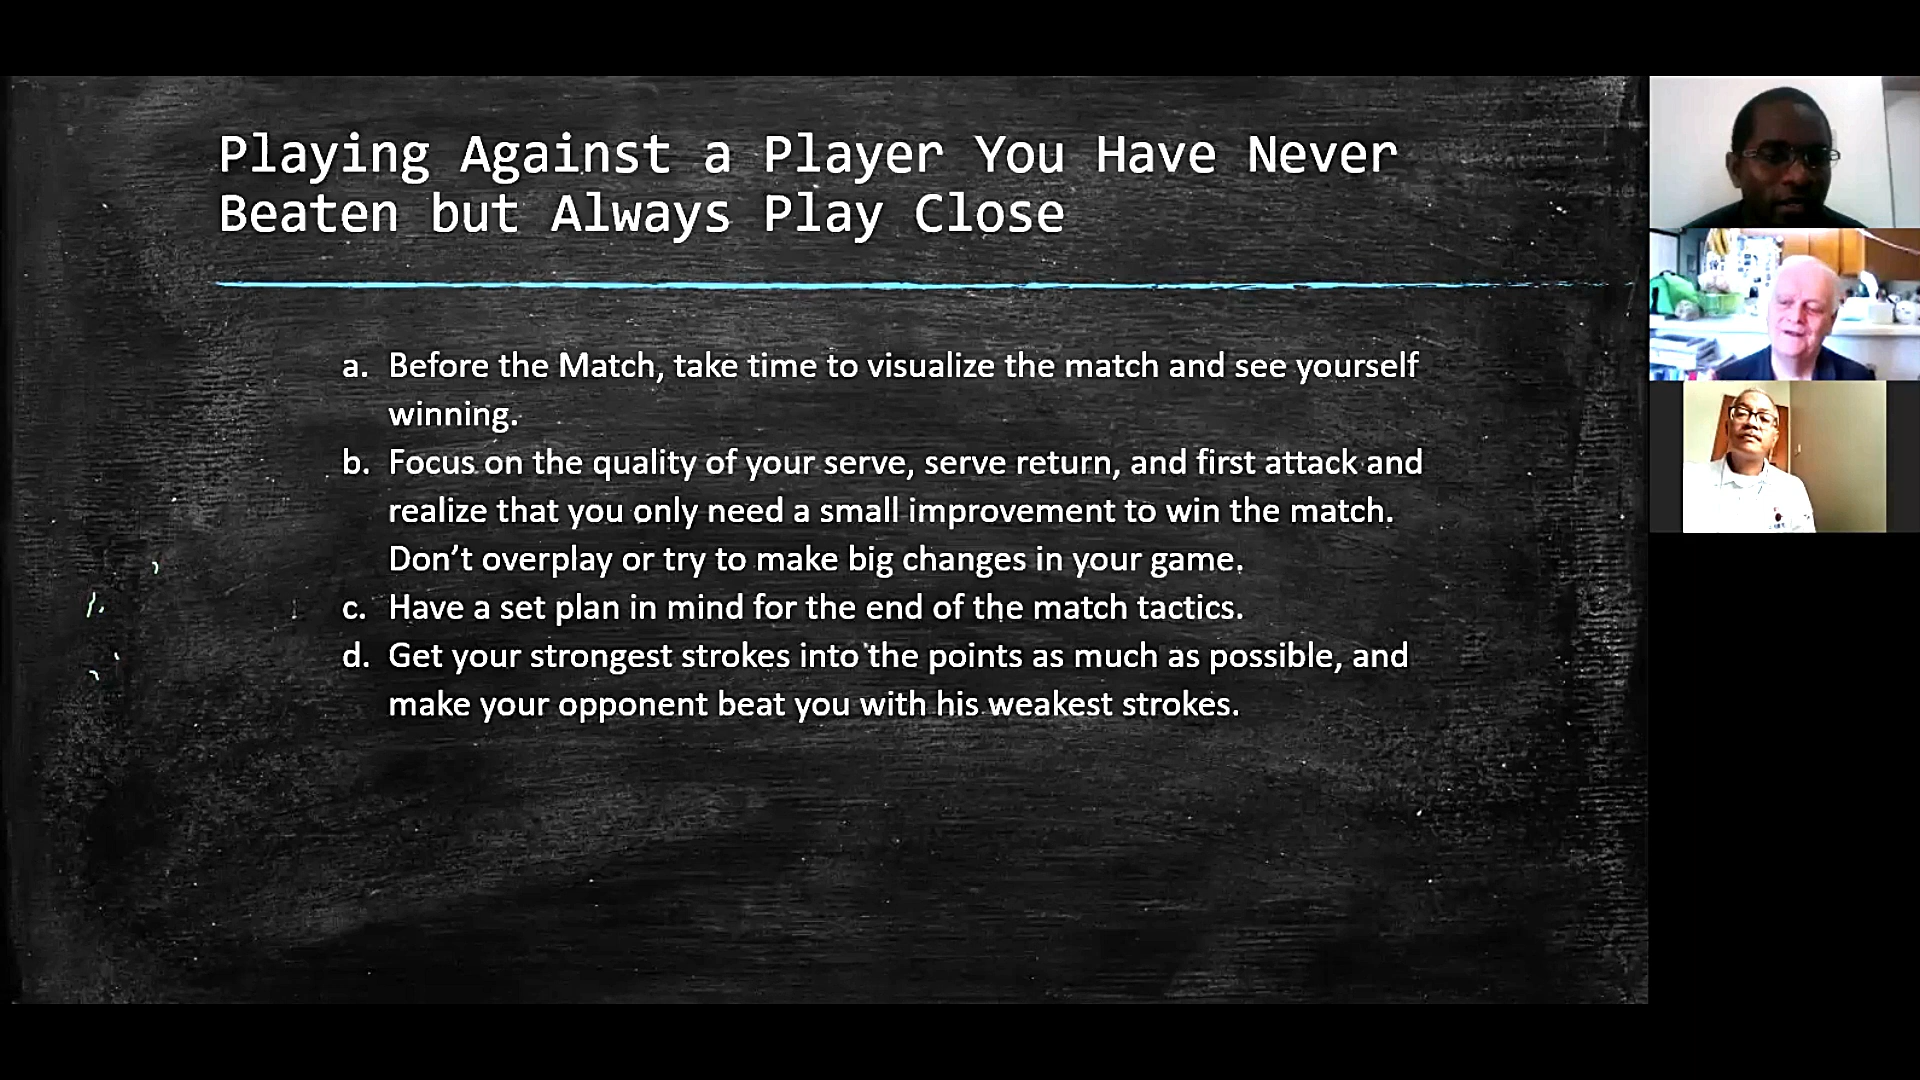 Playing Against a Player You Have Never
Beaten but Always Play Close
a. Before the Match, take time to visualize the match and see yourself
winning.
b. Focus on the quality of your serve, serve return, and first attack and
realize that you only need a small improvement to win the match.
Don’t overplay or try to make big changes in your game.
c. Have a set plan in mind for the end of the match tactics.
d. Get your strongest strokes into the points as much as possible, and
make your opponent beat you with his weakest strokes.